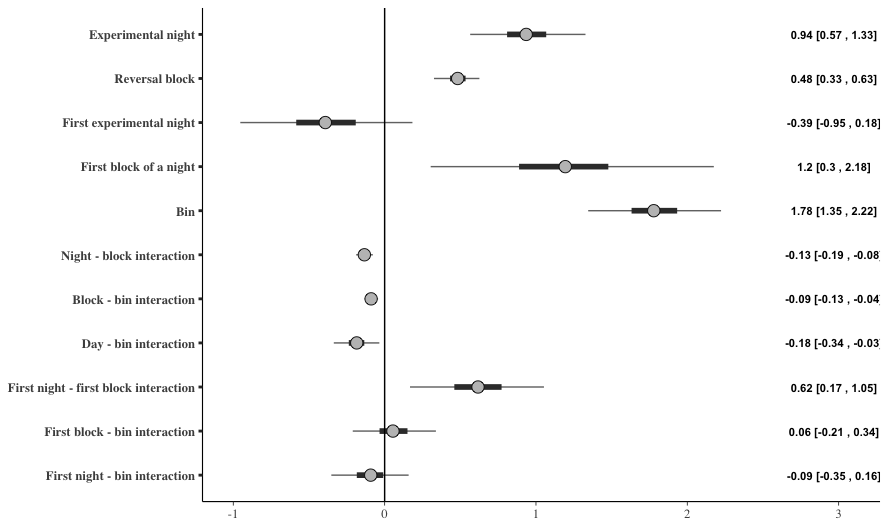 Experimental night 0.94 [0.57 , 1.33]
Reversal block 0.48 [0.33 , 0.63]
First experimental night -0.39 [-0.95 , 0.18]
First block of a night 1.2 [0.3 , 2.18]
Bin 1.78 [1.35 , 2.22]
Night - block interaction -0.13 [-0.19 , -0.08]
Block - bin interaction -0.09 [-0.13 , -0.04]
Day - bin interaction -0.18 [-0.34 , -0.03]
First night - first block interaction 0.62 [0.17 , 1.05]
First block - bin interaction 0.06 [-0.21 , 0.34]
First night - bin interaction -0.09 [-0.35 , 0.16]
-1 0 1 2 3